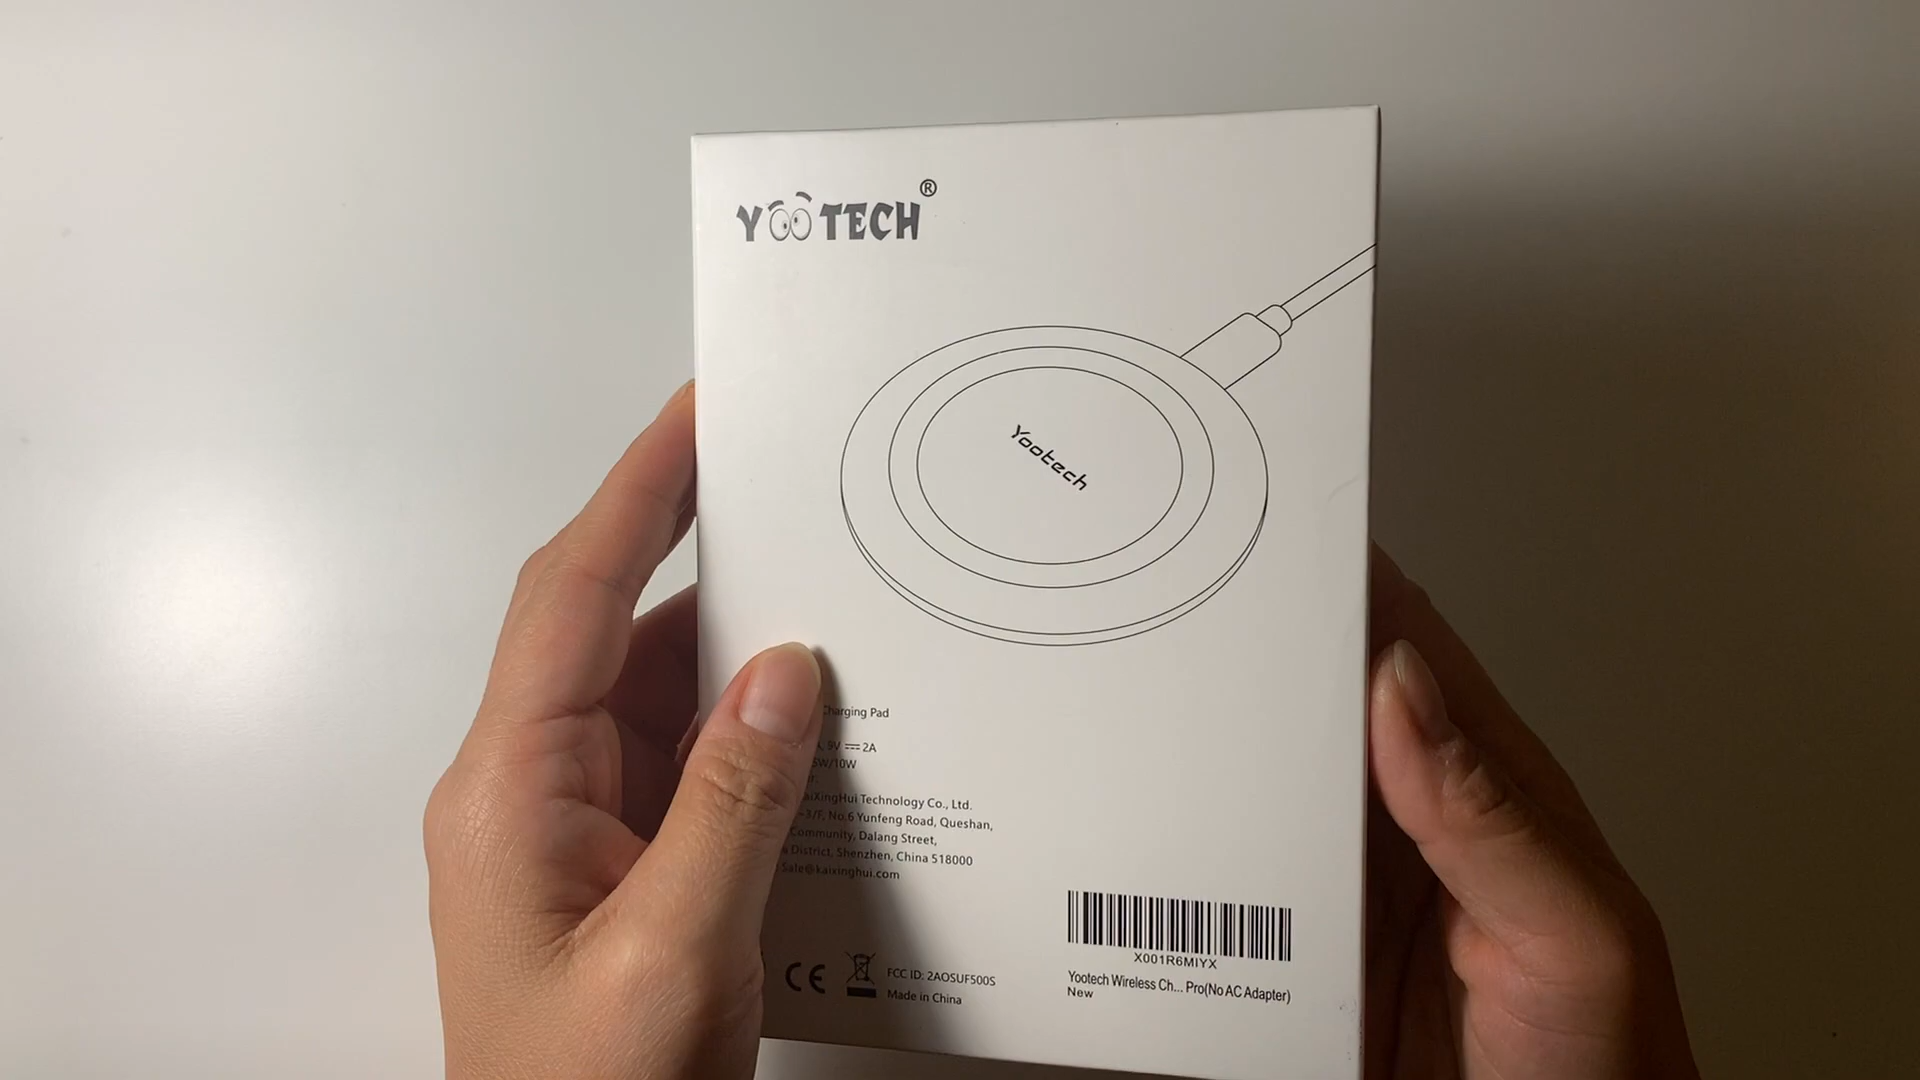 YOOTECH®
Yootech
Charging Pad
9V ⎓ 2A
5W/10W
Technology Co., Ltd.
-3/F, No.6 Yunfeng Road, Queshan,
Community, Dalang Street,
District, Shenzhen, China 518000
Sale@kaixinghui.com
CE
FCC ID: 2AOSUF500S
Made in China
X001R6MIYX
Yootech Wireless Ch... Pro(No AC Adapter)
New